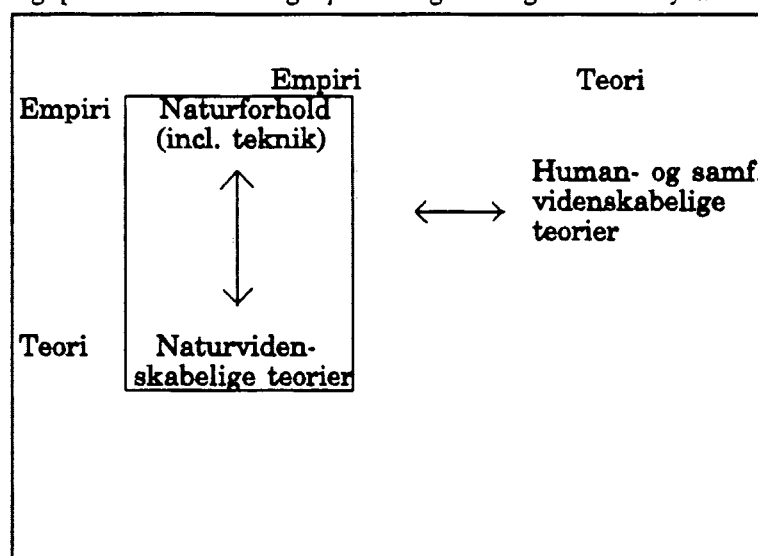 Empiri Teori
Empiri Naturforhold
(incl. teknik)
Human- og samf.
videnskabelige
teorier
Teori Naturviden-
skabelige teorier